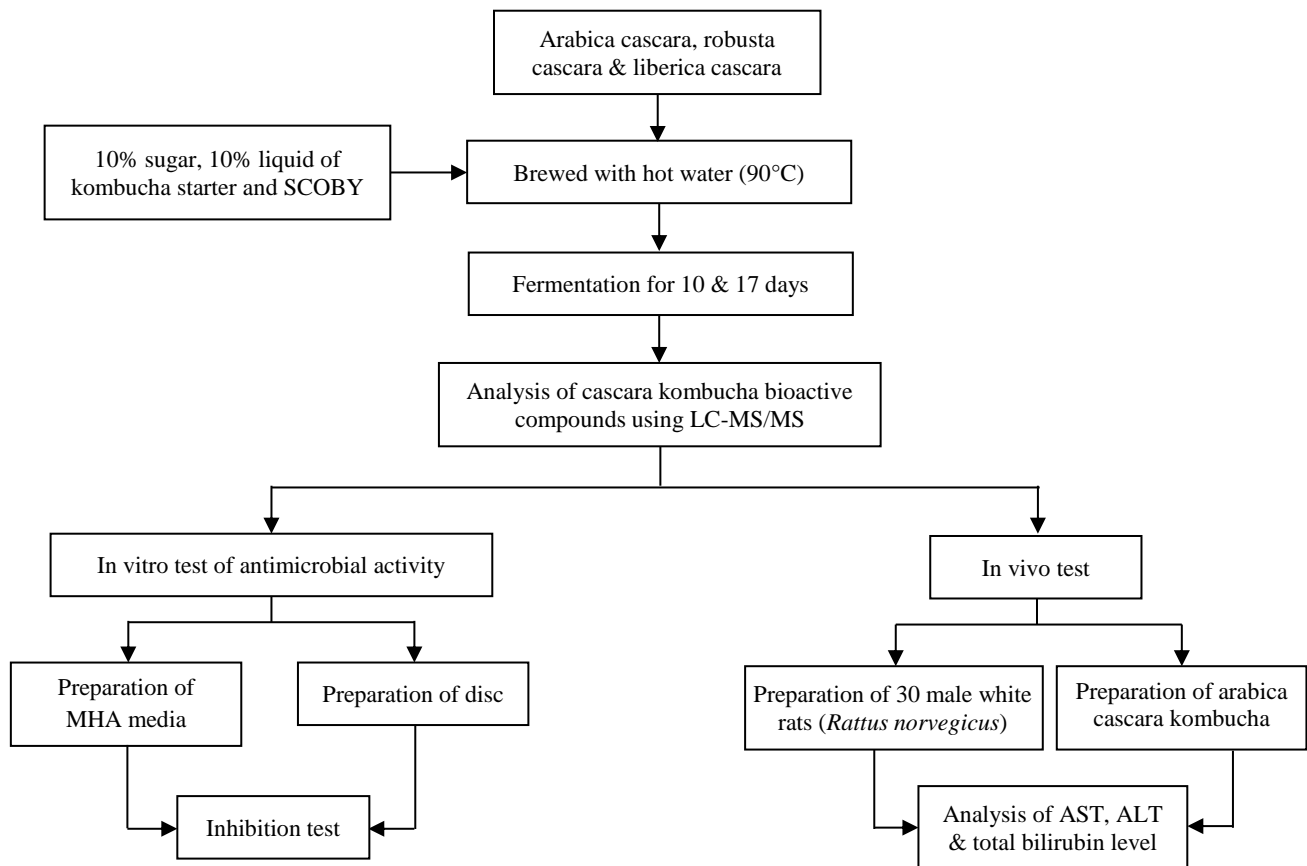 Arabica cascara, robusta
cascara & liberica cascara
10% sugar, 10% liquid of
kombucha starter and SCOBY
Brewed with hot water (90°C)
Fermentation for 10 & 17 days
Analysis of cascara kombucha bioactive
compounds using LC-MS/MS
In vitro test of antimicrobial activity
In vivo test
Preparation of
MHA media
Preparation of disc
Preparation of 30 male white
rats (Rattus norvegicus)
Preparation of arabica
cascara kombucha
Inhibition test
Analysis of AST, ALT
& total bilirubin level